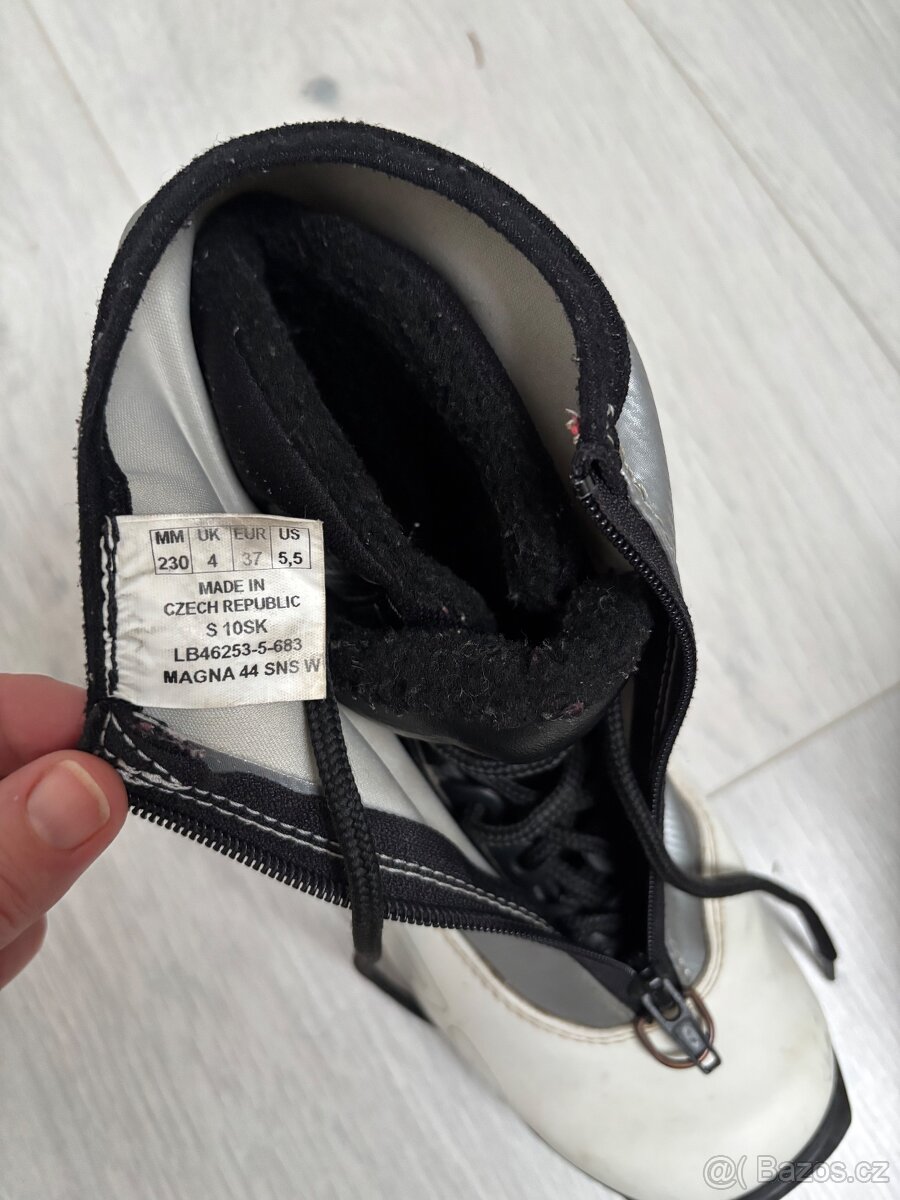 MM UK EUR US
230 4 37 5,5
MADE IN
CZECH REPUBLIC
S 10SK
LB46253-5-683
MAGNA 44 SNS W
@( Bazos.cz